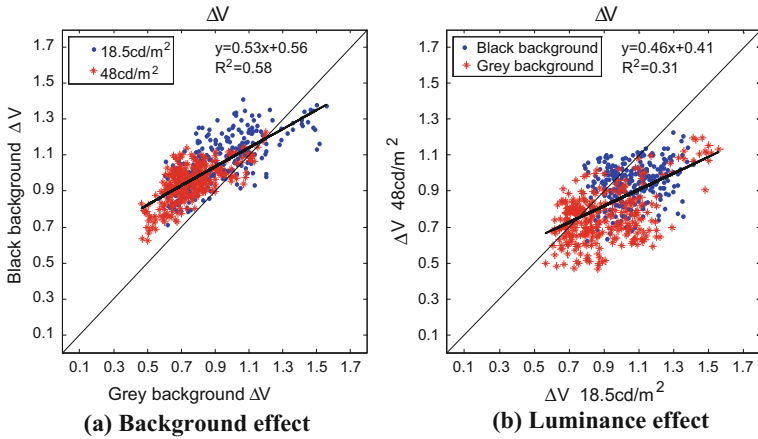 ΔV
1.7
1.5
1.3
1.1
0.9
0.7
0.5
0.3
0.1
Black background ΔV
18.5cd/m²
48cd/m²
y=0.53x+0.56
R²=0.58
0.1 0.3 0.5 0.7 0.9 1.1 1.3 1.5 1.7
Grey background ΔV
(a) Background effect
ΔV
1.7
1.5
1.3
1.1
0.9
0.7
0.5
0.3
0.1
ΔV 48cd/m²
Black background
Grey background
y=0.46x+0.41
R²=0.31
0.1 0.3 0.5 0.7 0.9 1.1 1.3 1.5 1.7
ΔV 18.5cd/m²
(b) Luminance effect